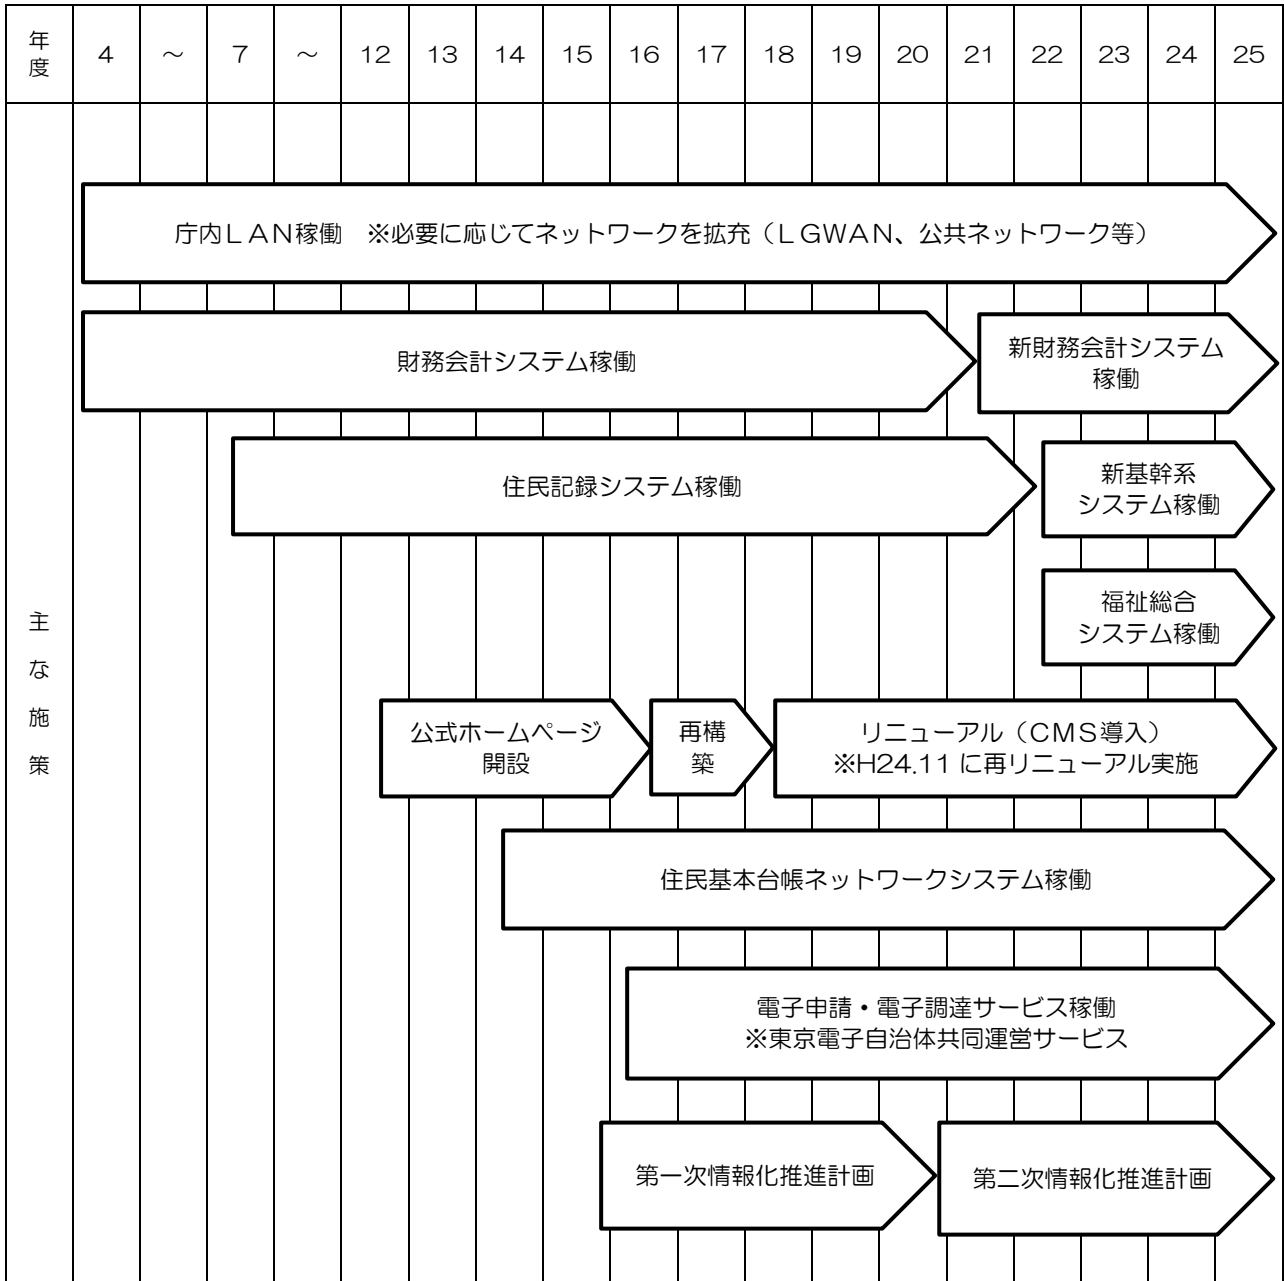 年度 4 ～ 7 ～ 12 13 14 15 16 17 18 19 20 21 22 23 24 25
主な施策
庁内ＬＡＮ稼働　※必要に応じてネットワークを拡充（ＬＧＷＡＮ、公共ネットワーク等）
財務会計システム稼働
新財務会計システム
稼働
住民記録システム稼働
新基幹系
システム稼働
福祉総合
システム稼働
公式ホームページ
開設
再構
築
リニューアル（ＣＭＳ導入）
※H24.11 に再リニューアル実施
住民基本台帳ネットワークシステム稼働
電子申請・電子調達サービス稼働
※東京電子自治体共同運営サービス
第一次情報化推進計画
第二次情報化推進計画